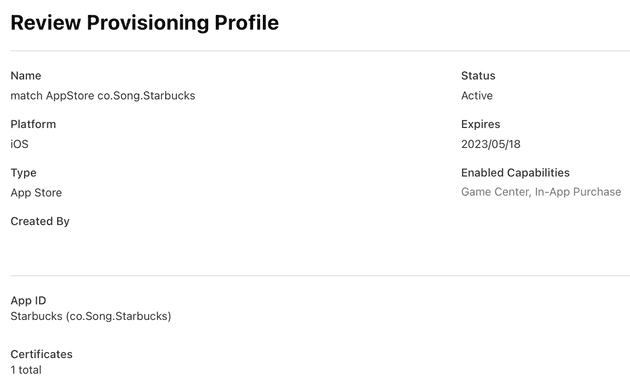 Review Provisioning Profile
Name
match AppStore co.Song.Starbucks
Platform
iOS
Type
App Store
Created By
Status
Active
Expires
2023/05/18
Enabled Capabilities
Game Center, In-App Purchase
App ID
Starbucks (co.Song.Starbucks)
Certificates
1 total